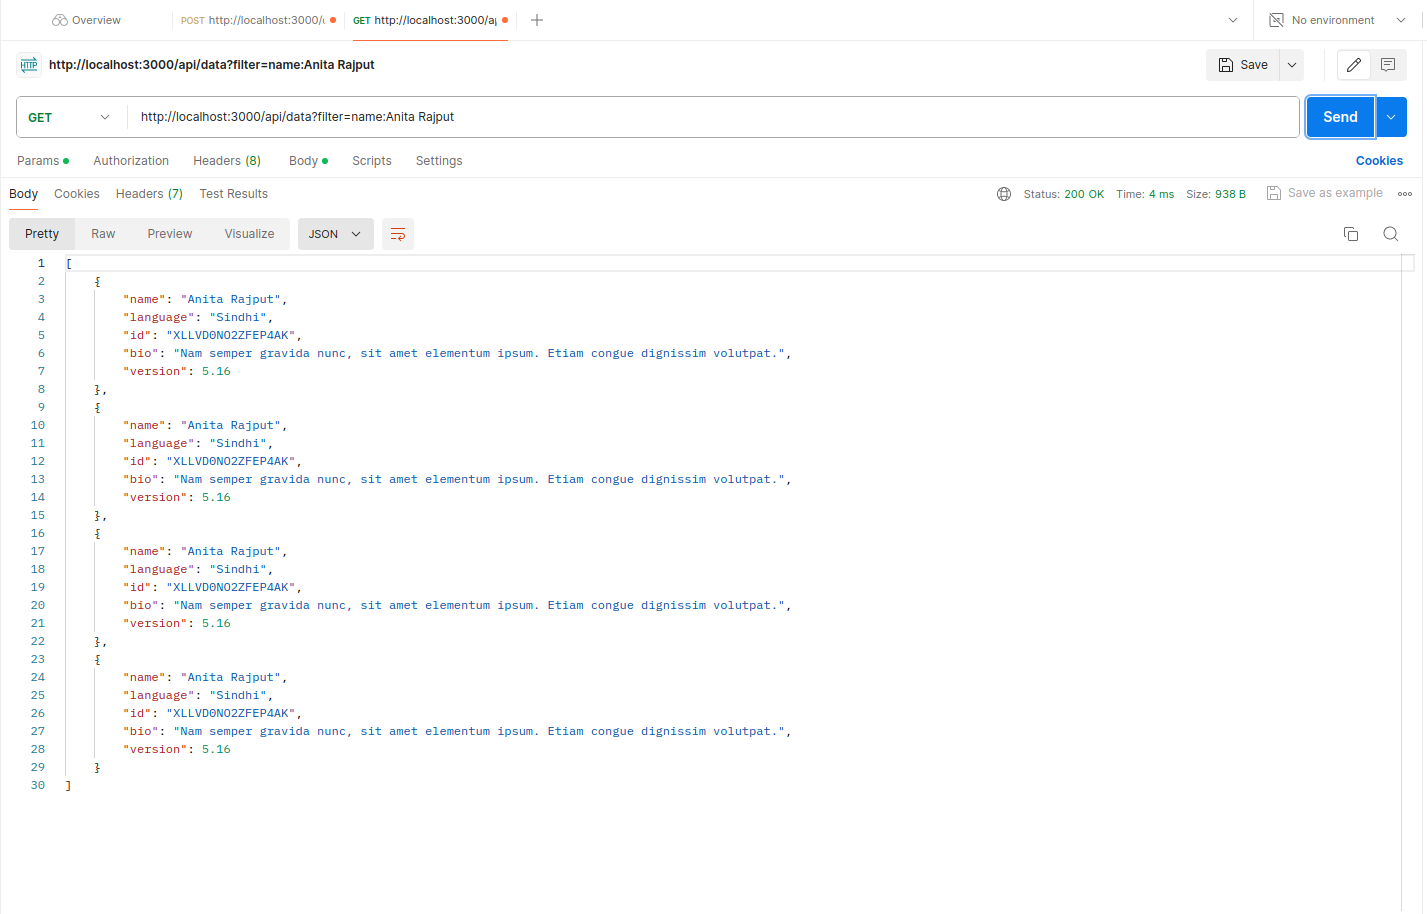 Overview
POST http://localhost:3000/
GET http://localhost:3000/a
No environment
HTTP http://localhost:3000/api/data?filter=name:Anita Rajput
Save
GET http://localhost:3000/api/data?filter=name:Anita Rajput
Send
Params Authorization Headers (8) Body Scripts Settings
Cookies
Body Cookies Headers (7) Test Results
Status: 200 OK Time: 4 ms Size: 938 B
Save as example
Pretty Raw Preview Visualize JSON
1 [
2 {
3 "name": "Anita Rajput",
4 "language": "Sindhi",
5 "id": "XLLVD0NO2ZFEP4AK",
6 "bio": "Nam semper gravida nunc, sit amet elementum ipsum. Etiam congue dignissim volutpat.",
7 "version": 5.16
8 },
9 {
10 "name": "Anita Rajput",
11 "language": "Sindhi",
12 "id": "XLLVD0NO2ZFEP4AK",
13 "bio": "Nam semper gravida nunc, sit amet elementum ipsum. Etiam congue dignissim volutpat.",
14 "version": 5.16
15 },
16 {
17 "name": "Anita Rajput",
18 "language": "Sindhi",
19 "id": "XLLVD0NO2ZFEP4AK",
20 "bio": "Nam semper gravida nunc, sit amet elementum ipsum. Etiam congue dignissim volutpat.",
21 "version": 5.16
22 },
23 {
24 "name": "Anita Rajput",
25 "language": "Sindhi",
26 "id": "XLLVD0NO2ZFEP4AK",
27 "bio": "Nam semper gravida nunc, sit amet elementum ipsum. Etiam congue dignissim volutpat.",
28 "version": 5.16
29 }
30 ]